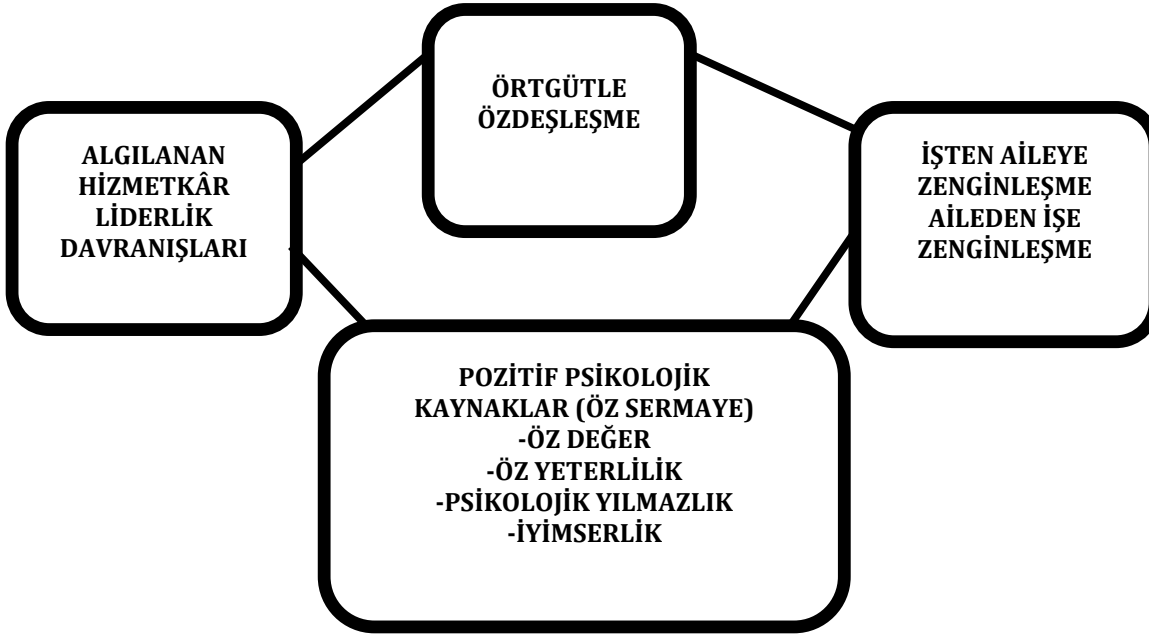 ÖRTGÜTLE
ÖZDEŞLEŞME
ALGILANAN
HİZMETKÂR
LİDERLİK
DAVRANIŞLARI
İŞTEN AİLEYE
ZENGİNLEŞME
AİLEDEN İŞE
ZENGİNLEŞME
POZİTİF PSİKOLOJİK
KAYNAKLAR (ÖZ SERMAYE)
-ÖZ DEĞER
-ÖZ YETERLİLİK
-PSİKOLOJİK YILMAZLIK
-İYİMSERLİK